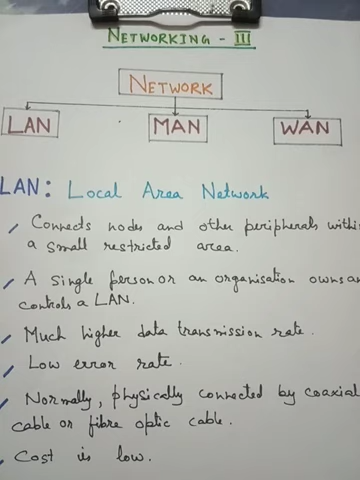 NETWORKING - III
NETWORK
LAN MAN WAN
LAN: Local Area Network
Connects nodes and other peripherals within
a small restricted area.
A single person or an organisation owns an
controls a LAN.
Much higher data transmission rate.
Low error rate.
Normally, physically connected by coaxial
cable or fibre optic cable.
Cost is low.